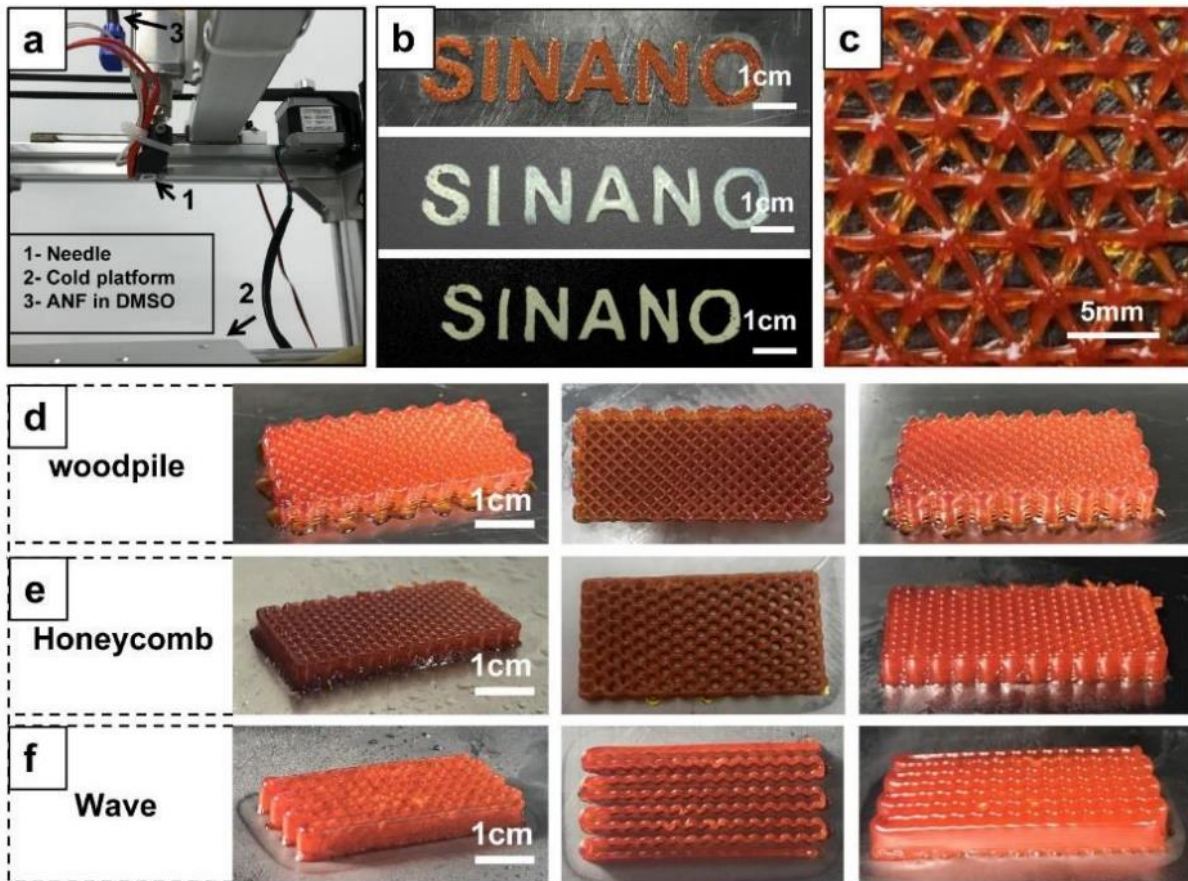 a
3
1
2
1- Needle
2- Cold platform
3- ANF in DMSO
b
SINANO
1cm
SINANO
1cm
SINANO
1cm
c
5mm
d
woodpile
1cm
e
Honeycomb
1cm
f
Wave
1cm